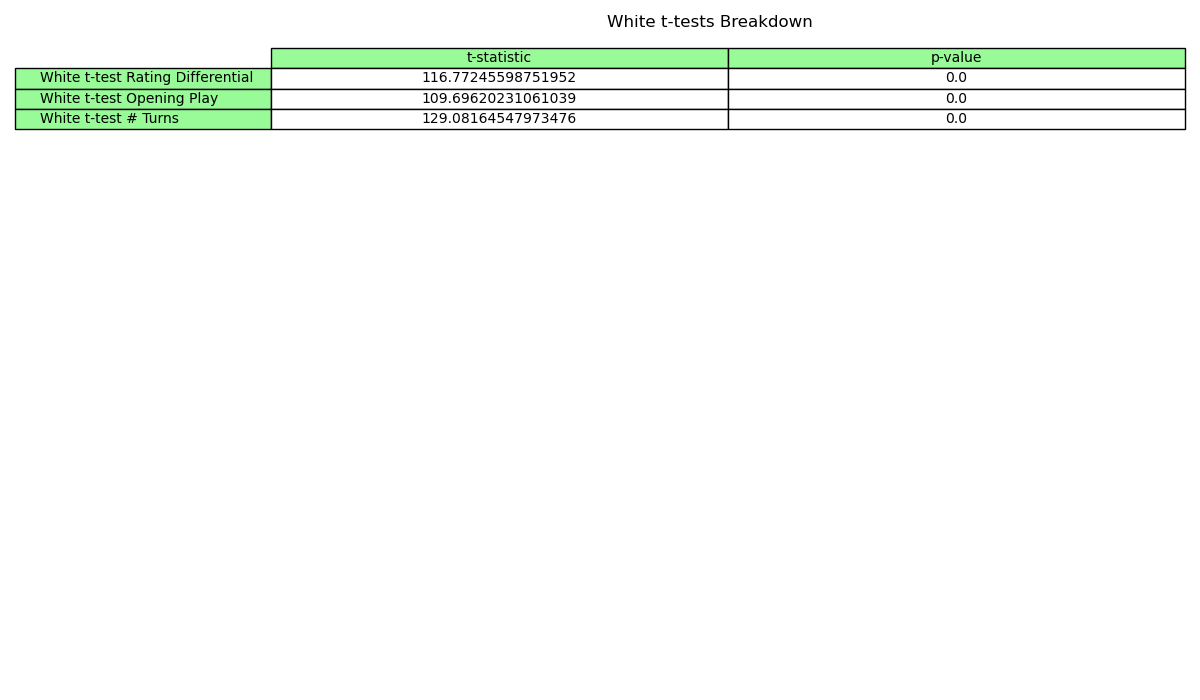 White t-tests Breakdown
t-statistic p-value
White t-test Rating Differential 116.77245598751952 0.0
White t-test Opening Play 109.69620231061039 0.0
White t-test # Turns 129.08164547973476 0.0